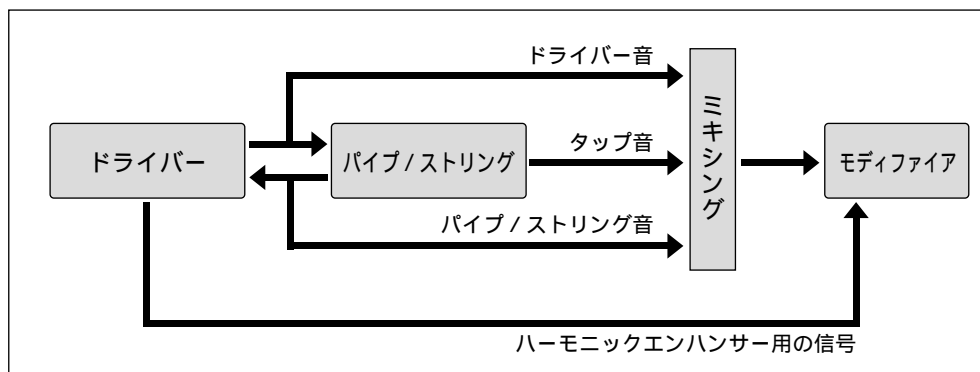 ドライバー音
ドライバー
パイプ / ストリング
タップ音
ミキシング
モディファイア
パイプ / ストリング音
ハーモニックエンハンサー用の信号